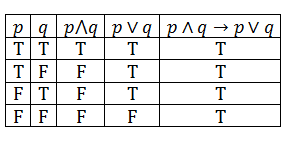 p q p∧q p ∨ q p ∧ q → p ∨ q
T T T T T
T F F T T
F T F T T
F F F F T